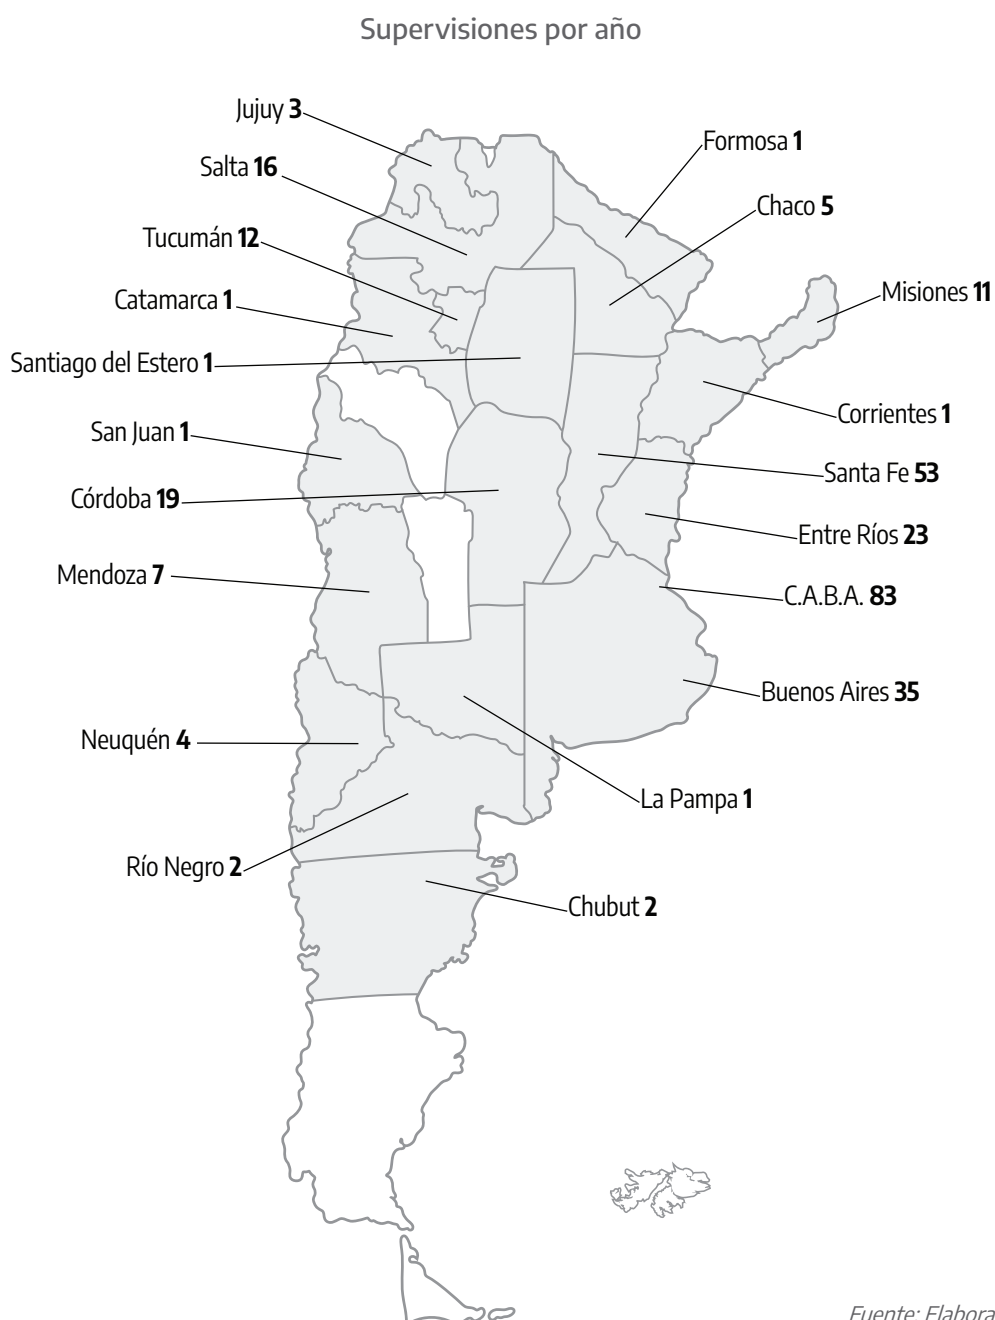 Supervisiones por año
Jujuy 3
Formosa 1
Salta 16
Chaco 5
Tucumán 12
Misiones 11
Catamarca 1
Santiago del Estero 1
Corrientes 1
San Juan 1
Santa Fe 53
Córdoba 19
Entre Ríos 23
Mendoza 7
C.A.B.A. 83
Buenos Aires 35
Neuquén 4
La Pampa 1
Río Negro 2
Chubut 2
Fuente: Elabora